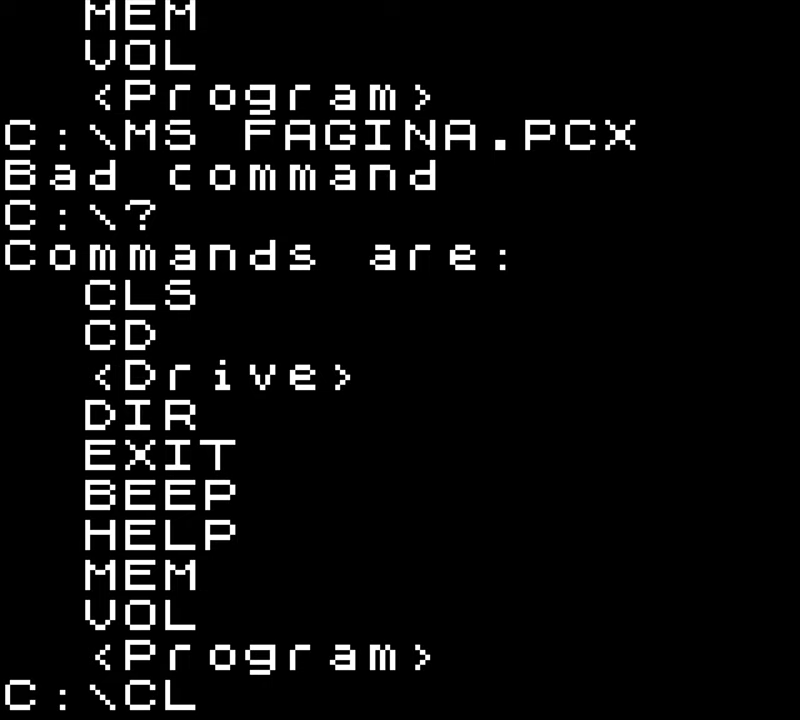 MEM
VOL
<Program>
C:\MS FAGINA.PCX
Bad command
C:\?
Commands are:
CLS
CD
<Drive>
DIR
EXIT
BEEP
HELP
MEM
VOL
<Program>
C:\CL